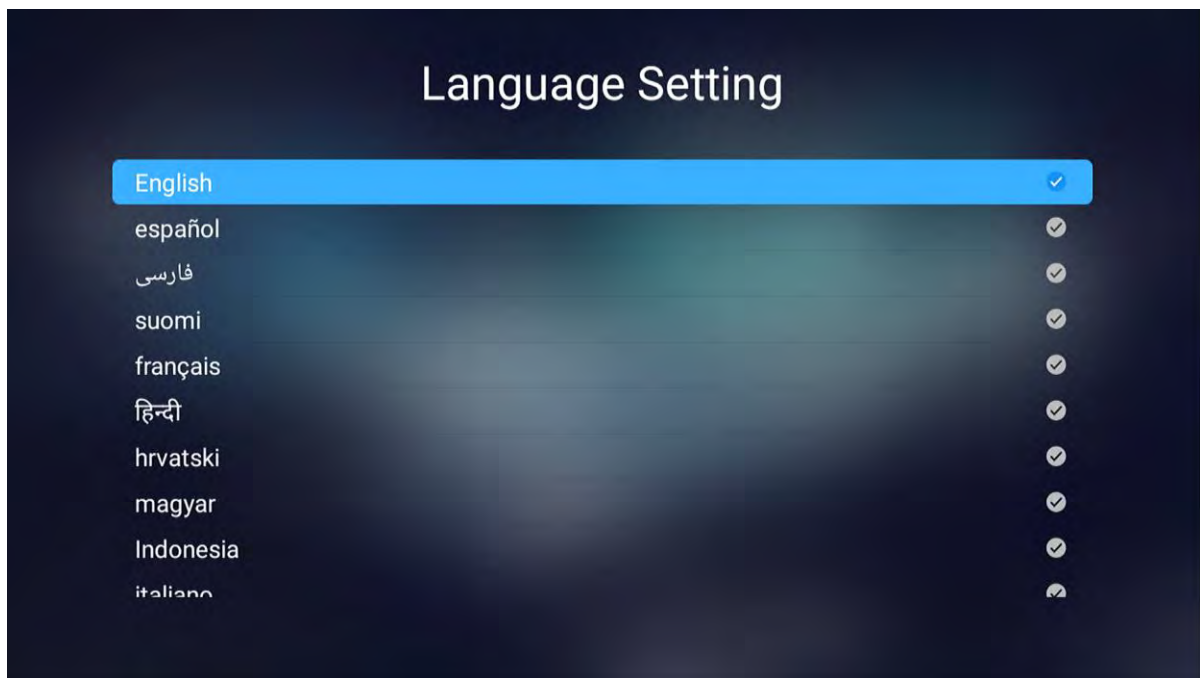 Language Setting
English
español
فارسی
suomi
français
हिन्दी
hrvatski
magyar
Indonesia
italiano